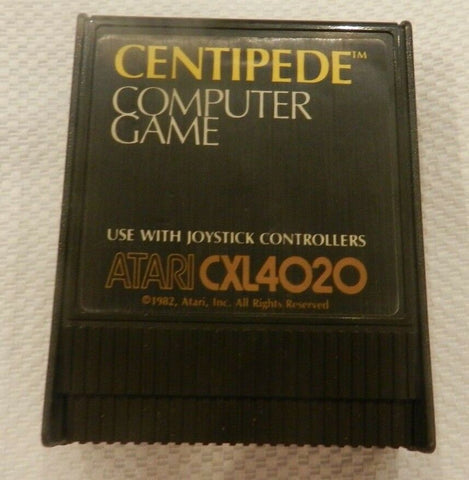 CENTIPEDE™
COMPUTER
GAME
USE WITH JOYSTICK CONTROLLERS
ATARI CXL4020
©1982, Atari, Inc. All Rights Reserved